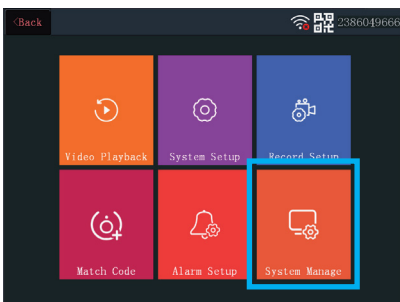 <Back
2386049666
Video Playback
System Setup
Record Setup
Match Code
Alarm Setup
System Manage